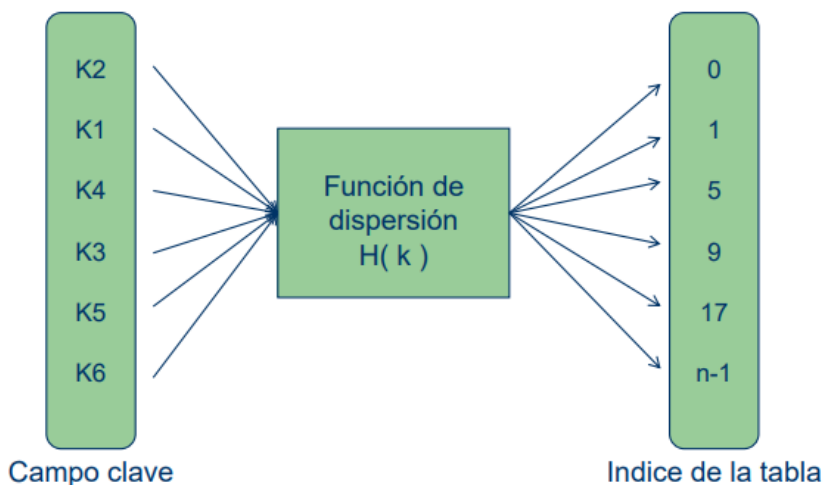 K2
K1
K4
K3
K5
K6
Campo clave
Función de
dispersión
H( k )
0
1
5
9
17
n-1
Indice de la tabla